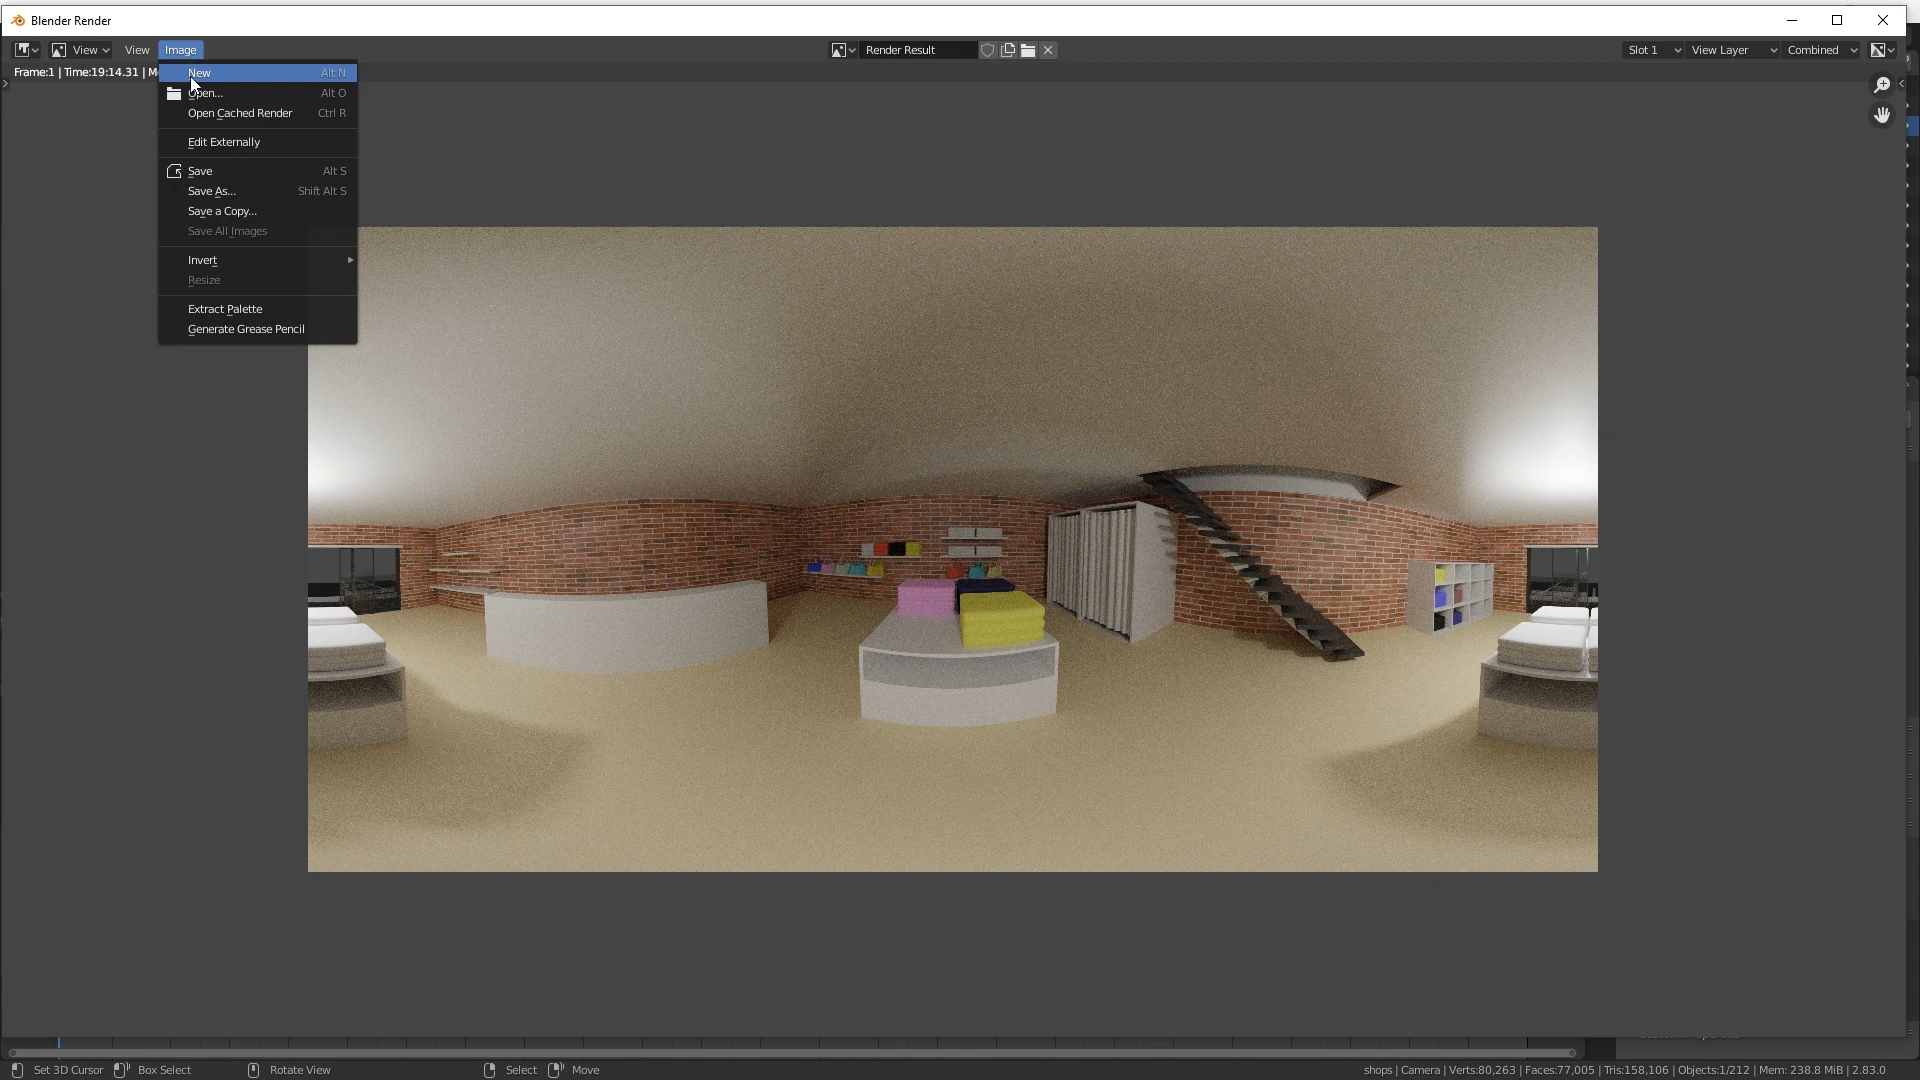 Blender Render
View
View
Image
Render Result
Slot 1
View Layer
Combined
Frame:1 | Time:19:14.31 | M
New Alt N
Open... Alt O
Open Cached Render Ctrl R
Edit Externally
Save Alt S
Save As... Shift Alt S
Save a Copy...
Save All Images
Invert
Resize
Extract Palette
Generate Grease Pencil
Set 3D Cursor
Box Select
Rotate View
Select
Move
shops | Camera | Verts:80,263 | Faces:77,005 | Tris:158,106 | Objects:1/212 | Mem: 238.8 MiB | 2.83.0